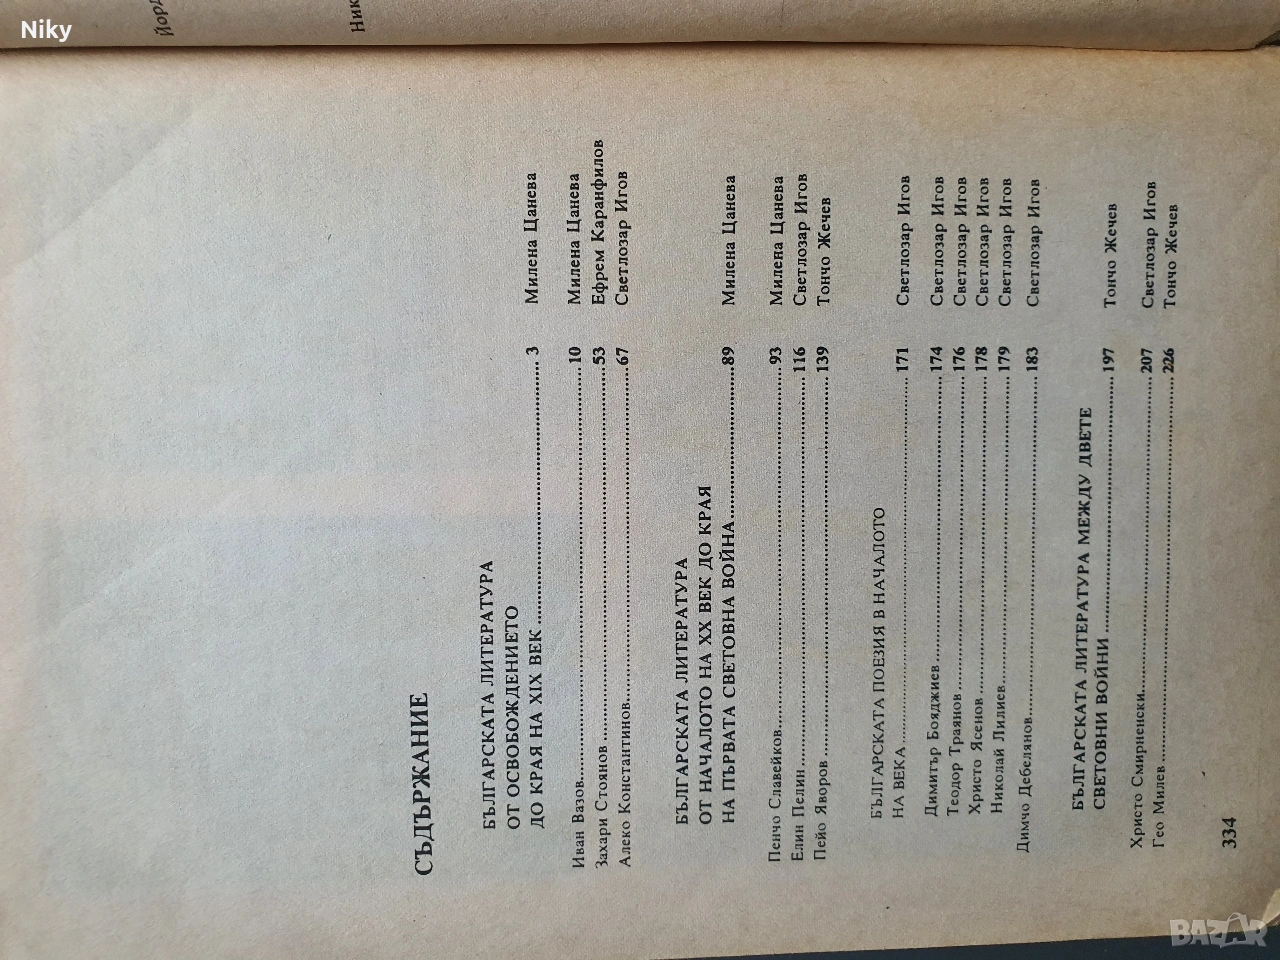 Niky
Йорд
Ник
СЪДЪРЖАНИЕ
БЪЛГАРСКАТА ЛИТЕРАТУРА
ОТ ОСВОБОЖДЕНИЕТО
ДО КРАЯ НА XIX ВЕК ........ 3 Милена Цанева
Иван Вазов........ 10 Милена Цанева
Захари Стоянов ........ 53 Ефрем Каранфилов
Алеко Константинов........ 67 Светлозар Игов
БЪЛГАРСКАТА ЛИТЕРАТУРА
ОТ НАЧАЛОТО НА XX ВЕК ДО КРАЯ
НА ПЪРВАТА СВЕТОВНА ВОЙНА........ 89 Милена Цанева
Пенчо Славейков........ 93 Милена Цанева
Елин Пелин........ 116 Светлозар Игов
Пейо Яворов ........ 139 Тончо Жечев
БЪЛГАРСКАТА ПОЕЗИЯ В НАЧАЛОТО
НА ВЕКА ........ 171 Светлозар Игов
Димитър Бояджиев........ 174 Светлозар Игов
Теодор Траянов ........ 176 Светлозар Игов
Христо Ясенов ........ 178 Светлозар Игов
Николай Лилиев........ 179 Светлозар Игов
Димчо Дебелянов........ 183 Светлозар Игов
БЪЛГАРСКАТА ЛИТЕРАТУРА МЕЖДУ ДВЕТЕ
СВЕТОВНИ ВОЙНИ ........ 197 Тончо Жечев
Христо Смирненски........ 207 Светлозар Игов
Гео Милев ........ 226 Тончо Жечев
334
BAZAR